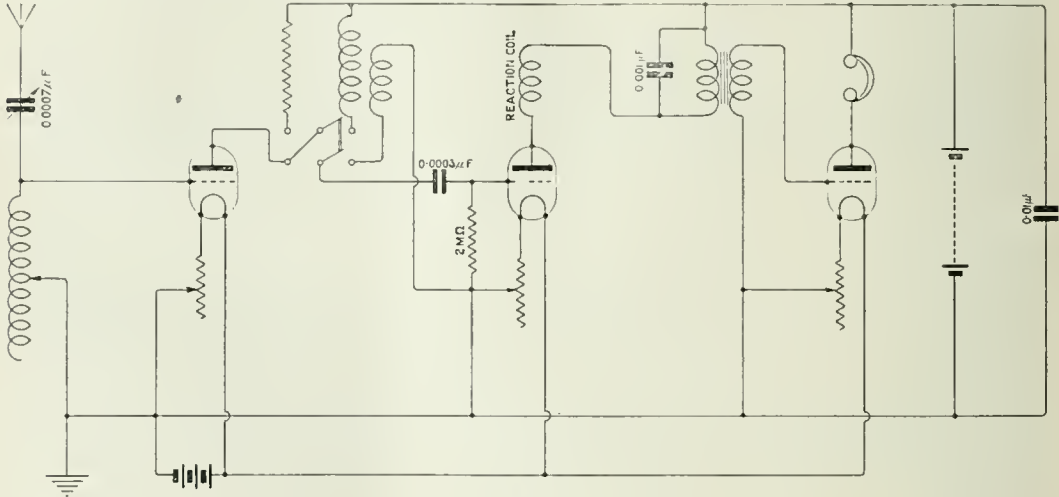 0.0007µF
0.0003µF
2MΩ
REACTION COIL
0.001µF
0.01µF